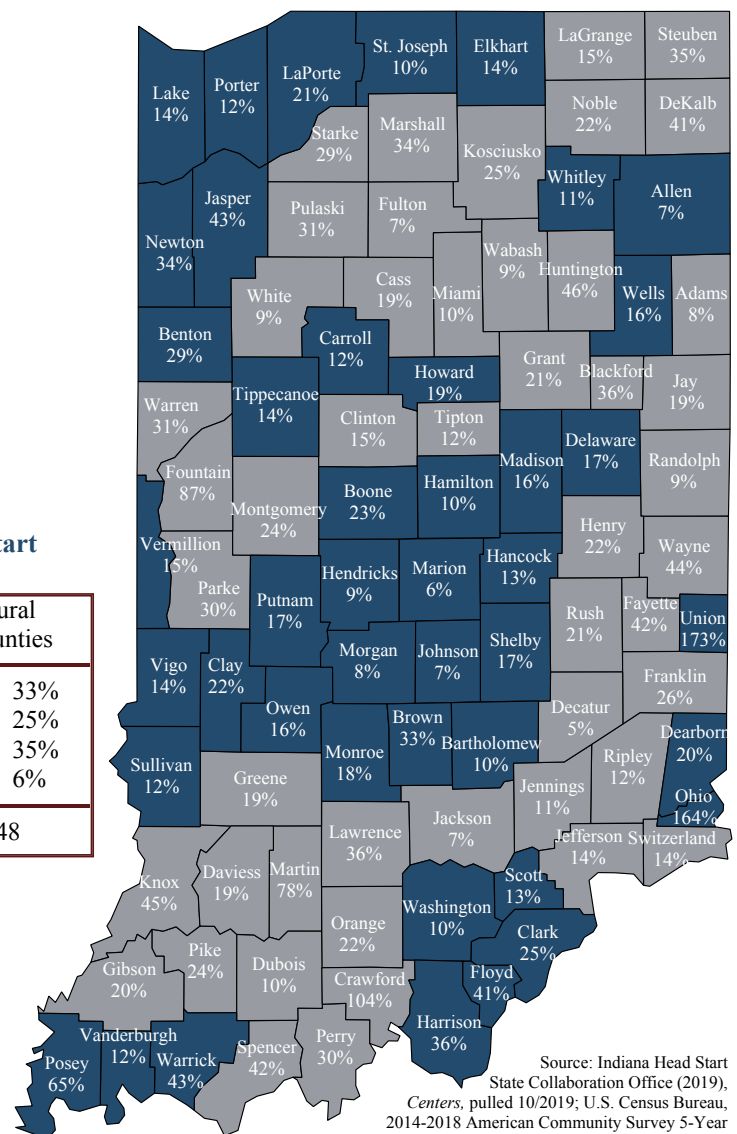 LaGrange
15%
Steuben
35%
St. Joseph
10%
Elkhart
14%
LaPorte
21%
Porter
12%
Lake
14%
Noble
22%
DeKalb
41%
Marshall
34%
Starke
29%
Kosciusko
25%
Whitley
11%
Allen
7%
Jasper
43%
Pulaski
31%
Fulton
7%
Newton
34%
Wabash
9%
Huntington
46%
White
9%
Cass
19%
Miami
10%
Wells
16%
Adams
8%
Benton
29%
Carroll
12%
Howard
19%
Grant
21%
Blackford
36%
Jay
19%
Tippecanoe
14%
Warren
31%
Clinton
15%
Tipton
12%
Madison
16%
Delaware
17%
Randolph
9%
Fountain
87%
Boone
23%
Hamilton
10%
Montgomery
24%
Henry
22%
Wayne
44%
tart
Vermillion
15%
Hendricks
9%
Marion
6%
Hancock
13%
Parke
30%
Putnam
17%
Rush
21%
Fayette
42%
Union
173%
ural
unties
33%
25%
35%
6%
48
Vigo
14%
Clay
22%
Morgan
8%
Johnson
7%
Shelby
17%
Franklin
26%
Owen
16%
Brown
33%
Bartholomew
10%
Decatur
5%
Dearborn
20%
Monroe
18%
Sullivan
12%
Greene
19%
Ripley
12%
Ohio
164%
Jennings
11%
Jackson
7%
Lawrence
36%
Jefferson
14%
Switzerland
14%
Knox
45%
Daviess
19%
Martin
78%
Scott
13%
Washington
10%
Orange
22%
Clark
25%
Pike
24%
Dubois
10%
Gibson
20%
Floyd
41%
Crawford
104%
Harrison
36%
Perry
30%
Spencer
42%
Vanderburgh
12%
Warrick
43%
Posey
65%
Source: Indiana Head Start
State Collaboration Office (2019),
Centers, pulled 10/2019; U.S. Census Bureau,
2014-2018 American Community Survey 5-Year